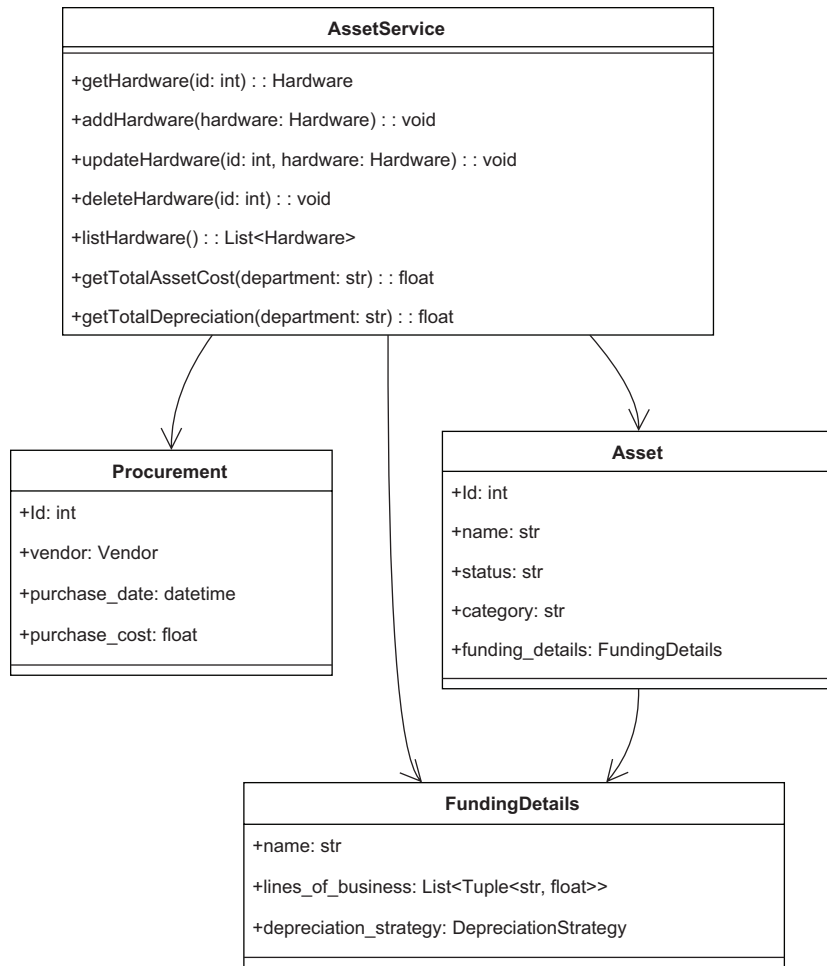 AssetService
+getHardware(id: int) : : Hardware
+addHardware(hardware: Hardware) : : void
+updateHardware(id: int, hardware: Hardware) : : void
+deleteHardware(id: int) : : void
+listHardware() : : List<Hardware>
+getTotalAssetCost(department: str) : : float
+getTotalDepreciation(department: str) : : float
Procurement
+Id: int
+vendor: Vendor
+purchase_date: datetime
+purchase_cost: float
Asset
+Id: int
+name: str
+status: str
+category: str
+funding_details: FundingDetails
FundingDetails
+name: str
+lines_of_business: List<Tuple<str, float>>
+depreciation_strategy: DepreciationStrategy